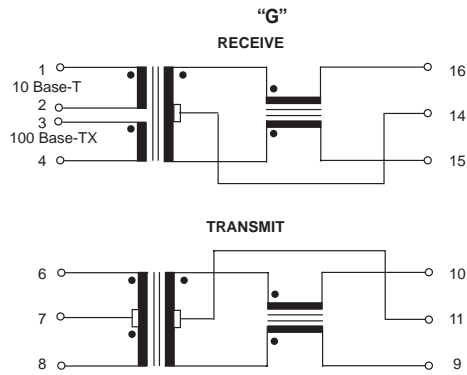 “G”
RECEIVE
1
10 Base-T
2
3
100 Base-TX
4
16
14
15
TRANSMIT
6
7
8
10
11
9